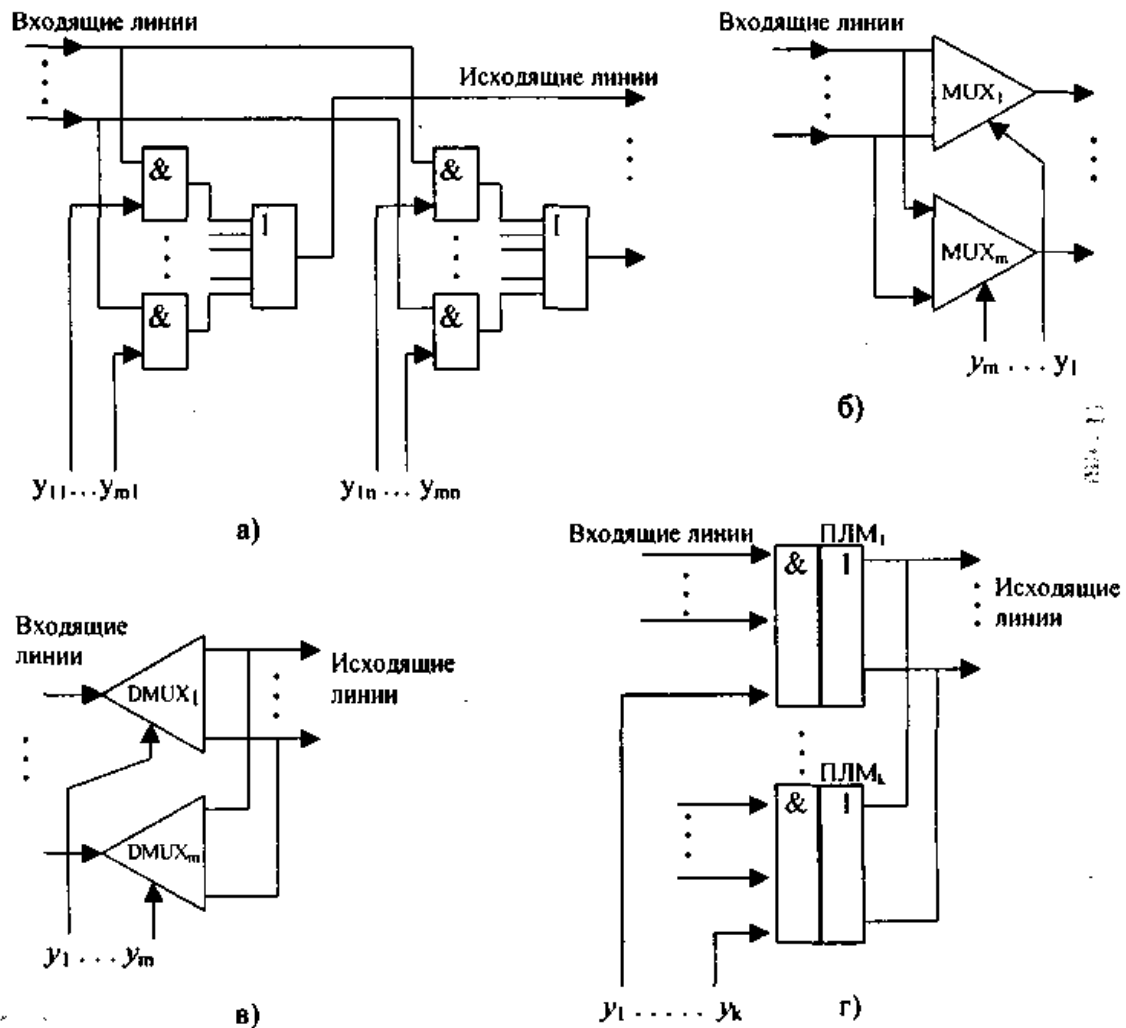 Входящие линии
Исходящие линии
&
&
1
&
&
y₁₁...yₘ₁
y₁ₙ... yₘₙ
а)
Входящие линии
MUX₁
MUXₘ
yₘ... y₁
б)
Входящие
линии
DMUX₁
Исходящие
линии
DMUXₘ
y₁...yₘ
в)
Входящие линии
ПЛМ₁
& 1
Исходящие
линии
ПЛМₖ
& 1
y₁..... yₖ
г)